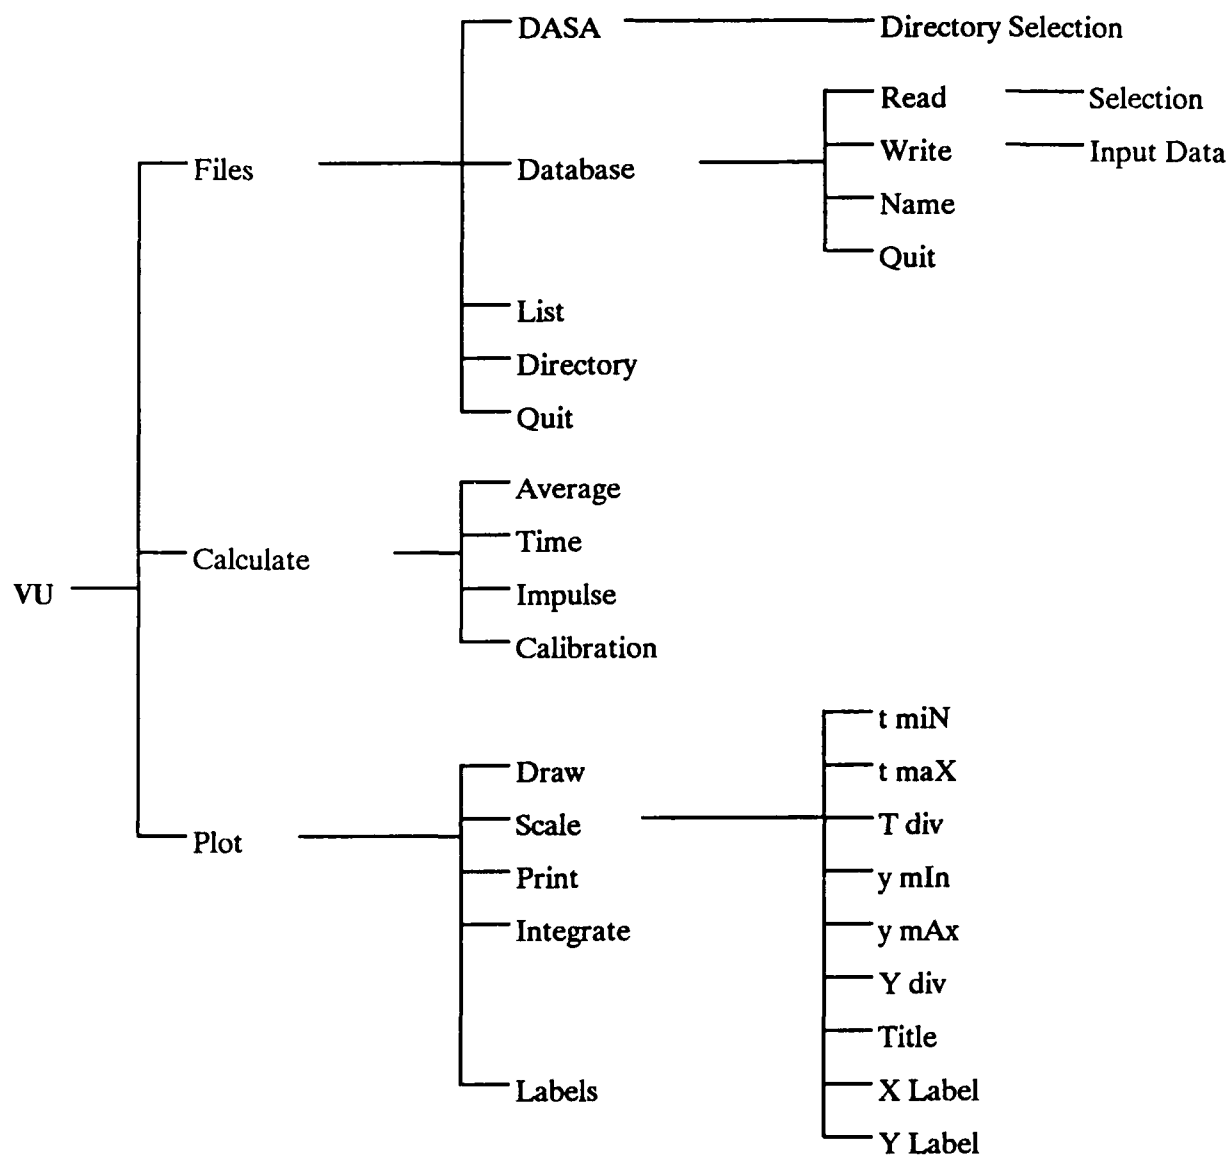 DASA Directory Selection
Read Selection
Files Database Write Input Data
Name
Quit
List
Directory
Quit
Average
Calculate Time
VU Impulse
Calibration
t miN
Draw t maX
Scale T div
Plot Print y mIn
Integrate y mAx
Y div
Title
Labels X Label
Y Label